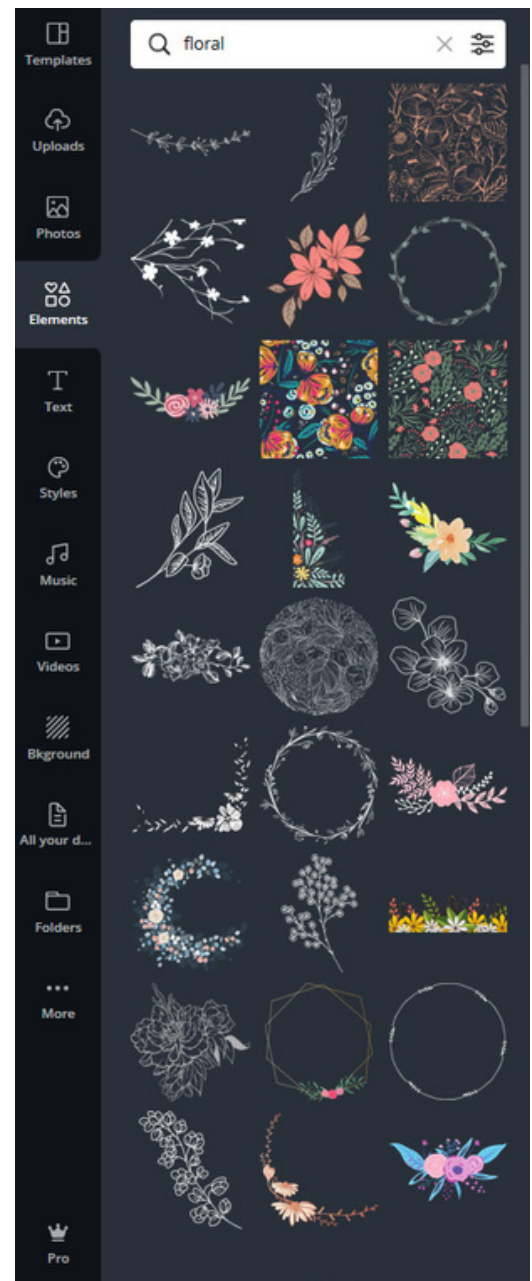 floral
Templates
Uploads
Photos
Elements
Text
Styles
Music
Videos
Bkground
All your d...
Folders
More
Pro